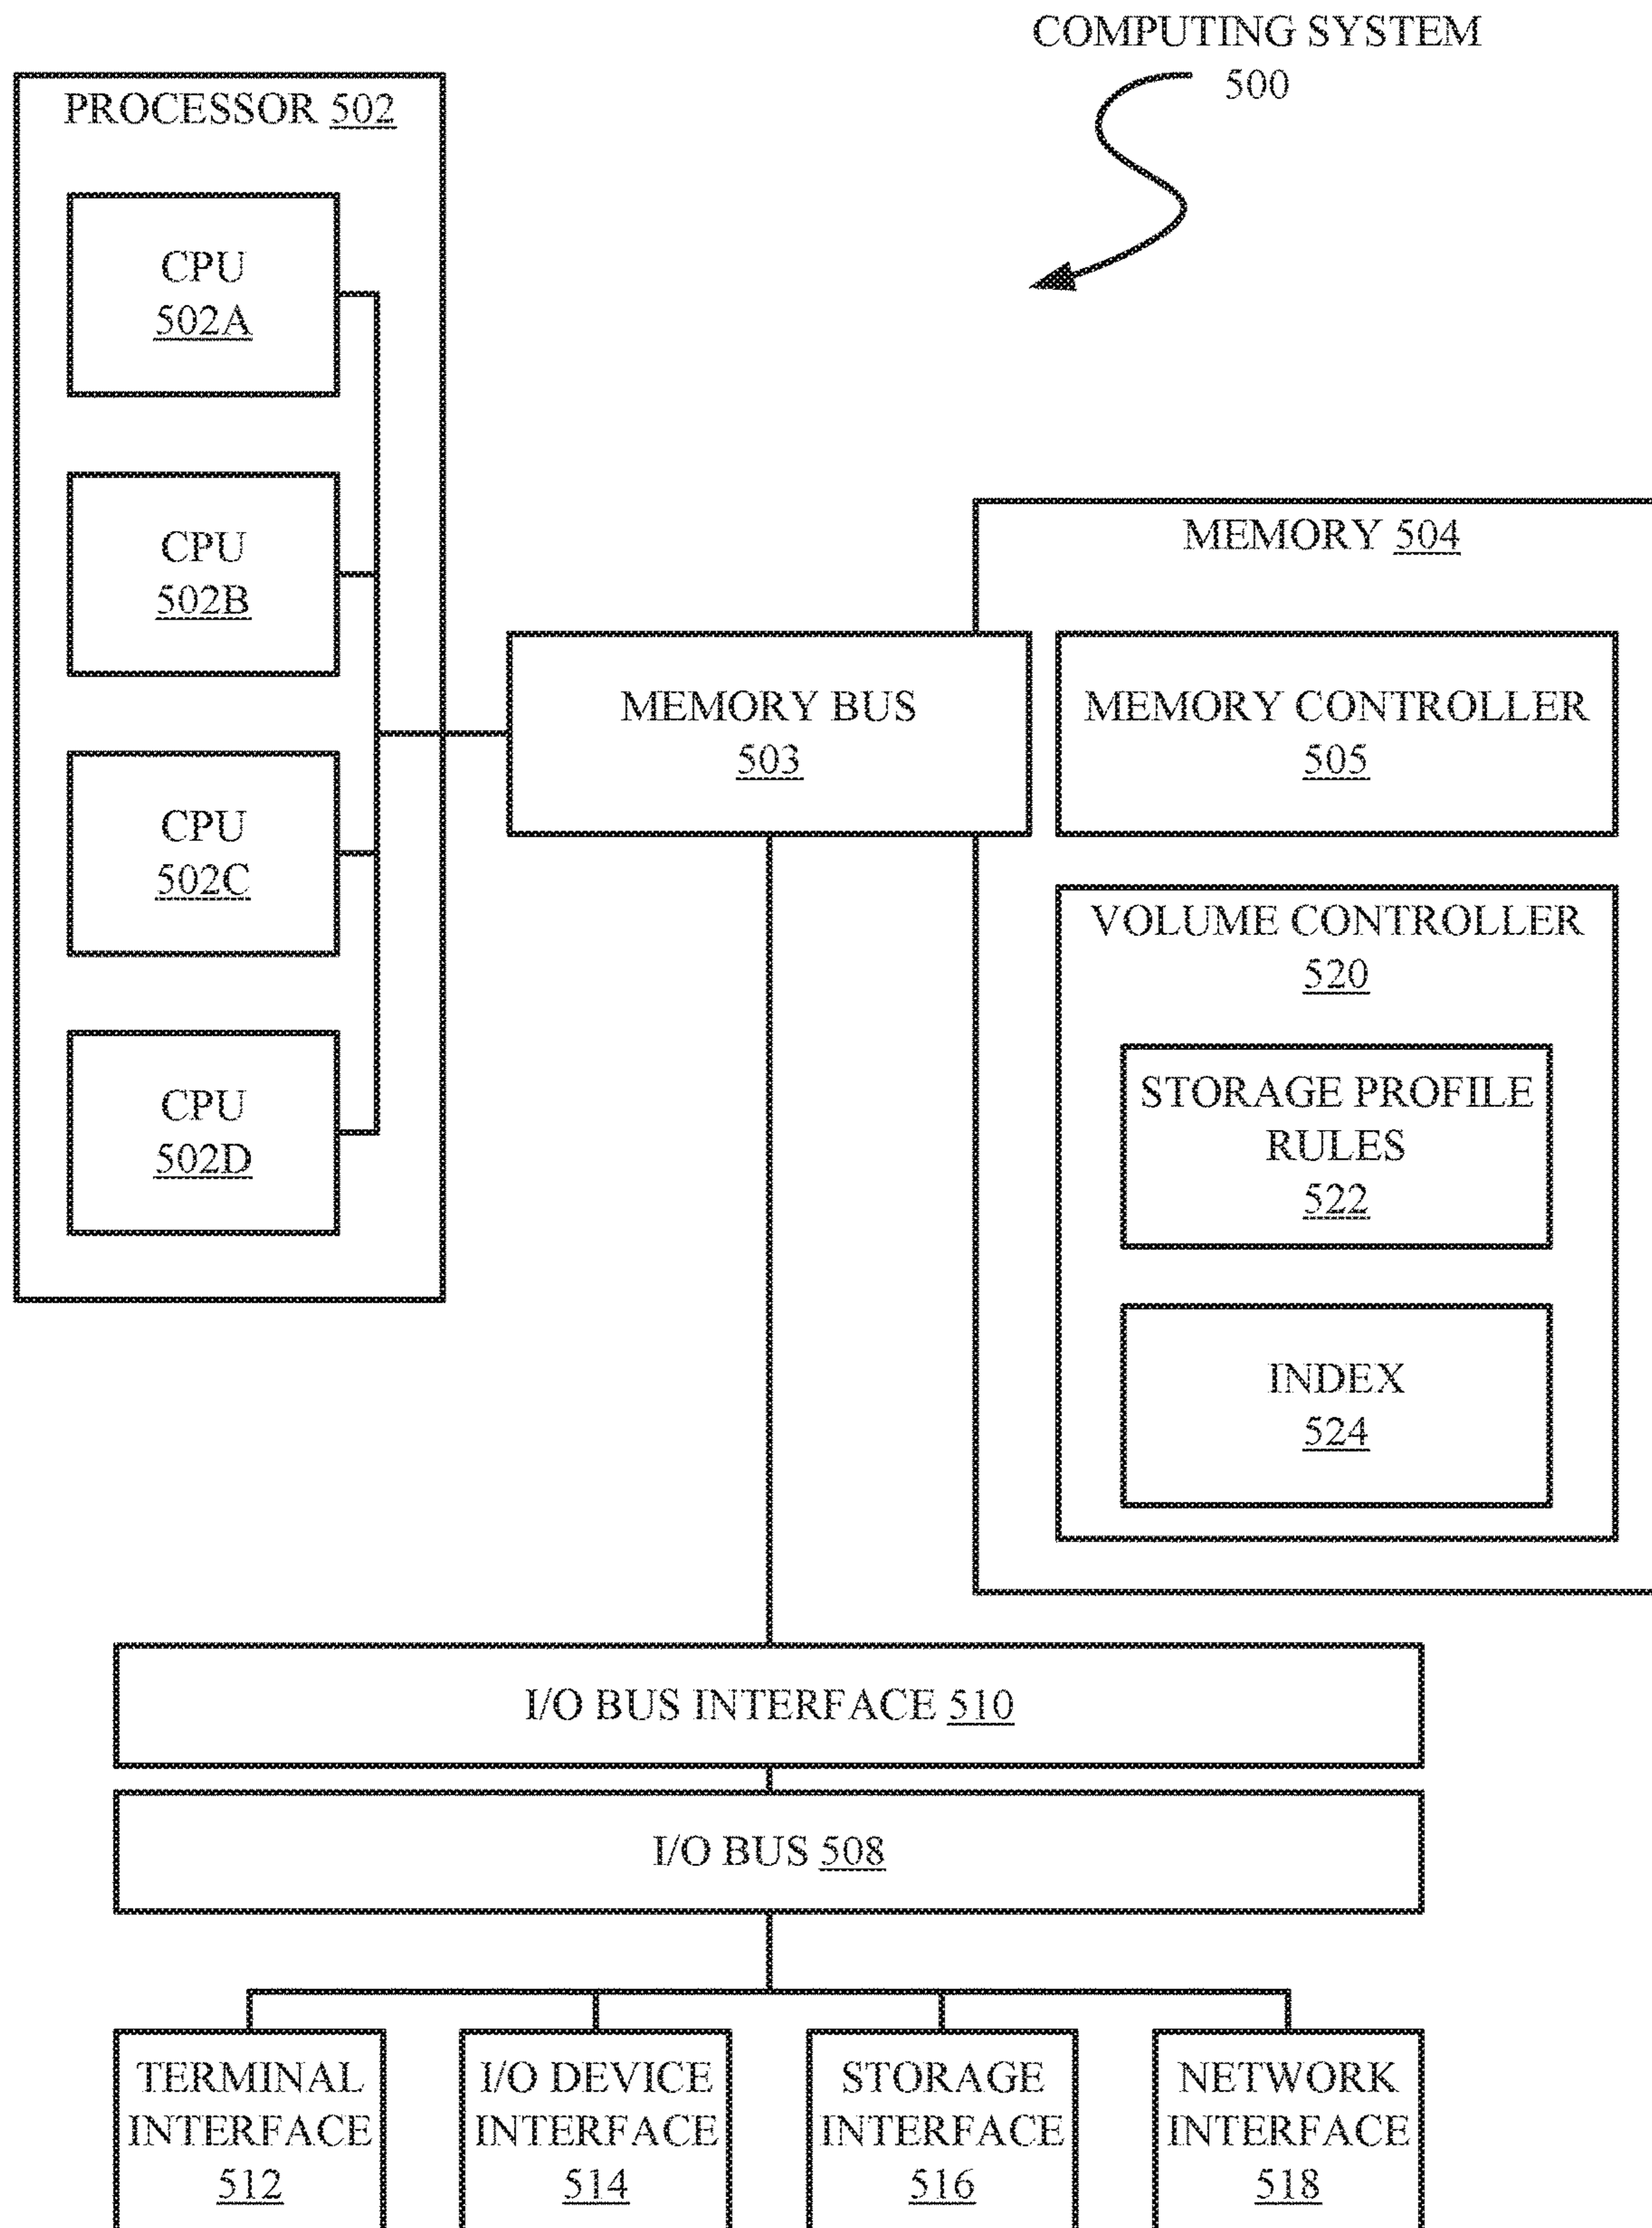 COMPUTING SYSTEM
500
PROCESSOR 502
CPU
502A
CPU
502B
CPU
502C
CPU
502D
MEMORY BUS
503
MEMORY 504
MEMORY CONTROLLER
505
VOLUME CONTROLLER
520
STORAGE PROFILE
RULES
522
INDEX
524
I/O BUS INTERFACE 510
I/O BUS 508
TERMINAL
INTERFACE
512
I/O DEVICE
INTERFACE
514
STORAGE
INTERFACE
516
NETWORK
INTERFACE
518